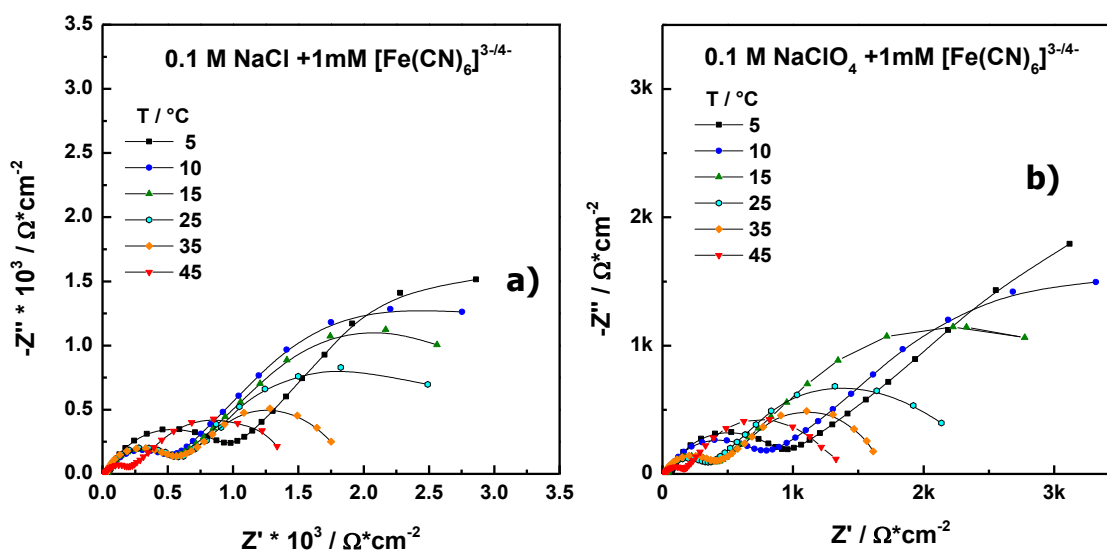 0.1 M NaCl +1mM [Fe(CN)6]3-/4-
T / °C
5
10
15
25
35
45
a)
-Z'' * 10³ / Ω*cm-2
3.5
3.0
2.5
2.0
1.5
1.0
0.5
0.0
0.0 0.5 1.0 1.5 2.0 2.5 3.0 3.5
Z' * 10³ / Ω*cm-2
0.1 M NaClO4 +1mM [Fe(CN)6]3-/4-
T / °C
5
10
15
25
35
45
b)
-Z'' / Ω*cm-2
3k
2k
1k
0
0 1k 2k 3k
Z' / Ω*cm-2